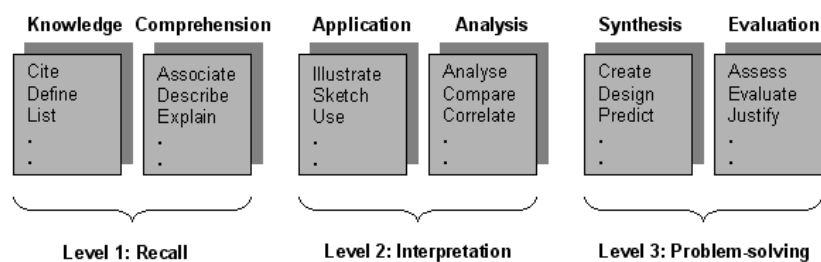 Knowledge Comprehension Application Analysis Synthesis Evaluation
Cite
Define
List
.
.
Associate
Describe
Explain
.
.
Illustrate
Sketch
Use
.
.
Analyse
Compare
Correlate
.
.
Create
Design
Predict
.
.
Assess
Evaluate
Justify
.
.
Level 1: Recall
Level 2: Interpretation
Level 3: Problem-solving